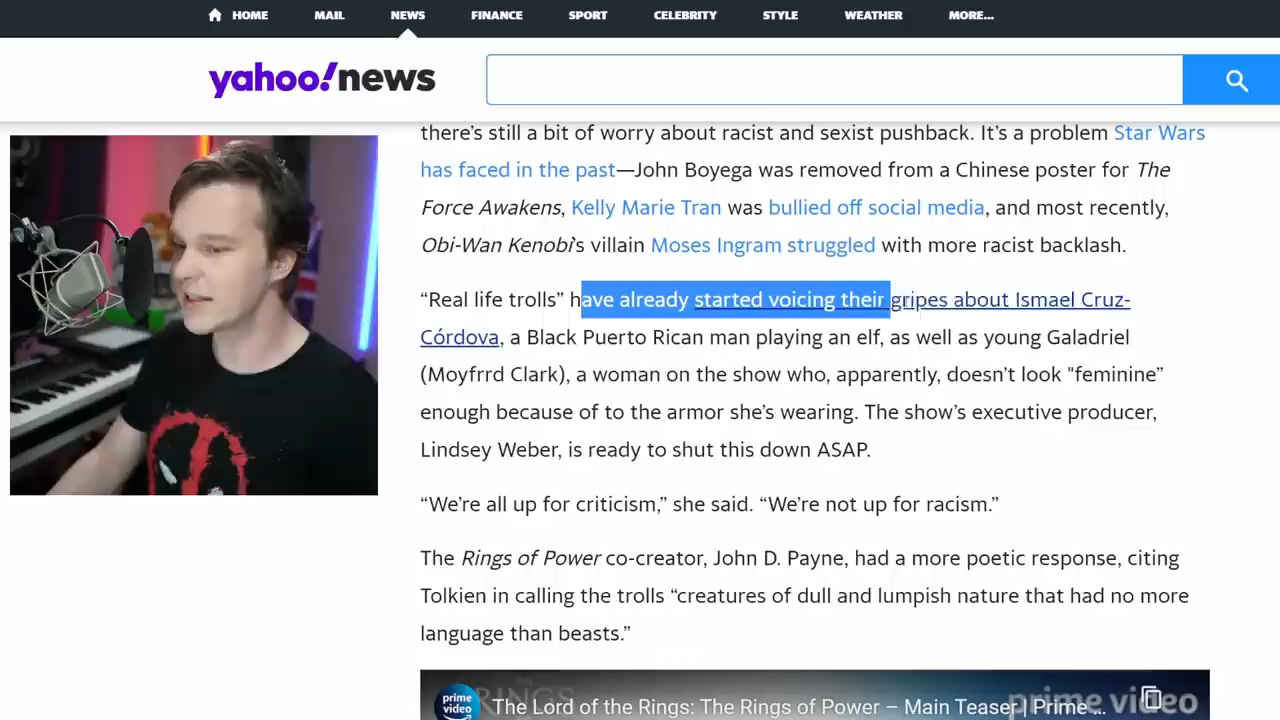 HOME MAIL NEWS FINANCE SPORT CELEBRITY STYLE WEATHER MORE...
yahoo!news
there’s still a bit of worry about racist and sexist pushback. It’s a problem Star Wars
has faced in the past—John Boyega was removed from a Chinese poster for The
Force Awakens, Kelly Marie Tran was bullied off social media, and most recently,
Obi-Wan Kenobi’s villain Moses Ingram struggled with more racist backlash.
“Real life trolls” have already started voicing their gripes about Ismael Cruz-
Córdova, a Black Puerto Rican man playing an elf, as well as young Galadriel
(Moyfrrd Clark), a woman on the show who, apparently, doesn’t look "feminine”
enough because of to the armor she’s wearing. The show’s executive producer,
Lindsey Weber, is ready to shut this down ASAP.
“We’re all up for criticism,” she said. “We’re not up for racism.”
The Rings of Power co-creator, John D. Payne, had a more poetic response, citing
Tolkien in calling the trolls “creatures of dull and lumpish nature that had no more
language than beasts.”
prime video
RINGS
The Lord of the Rings: The Rings of Power – Main Teaser | Prime ...
prime video